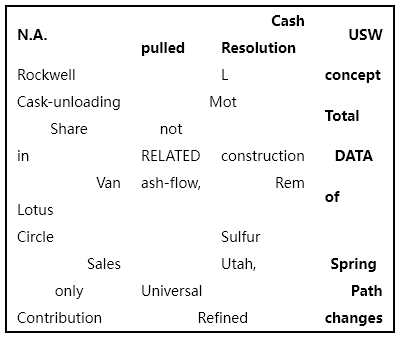 Cash
N.A. USW
pulled Resolution
Rockwell L concept
Cask-unloading Mot
Total
Share not
in RELATED construction DATA
Van ash-flow, Rem
of
Lotus
Circle Sulfur
Sales Utah, Spring
only Universal Path
Contribution Refined changes